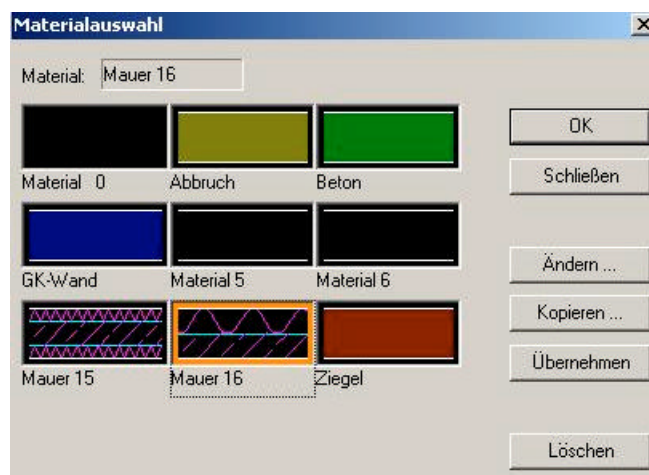 Materialauswahl
Material: Mauer 16
Material 0 Abbruch Beton
GK-Wand Material 5 Material 6
Mauer 15 Mauer 16 Ziegel
OK
Schließen
Ändern ...
Kopieren ...
Übernehmen
Löschen